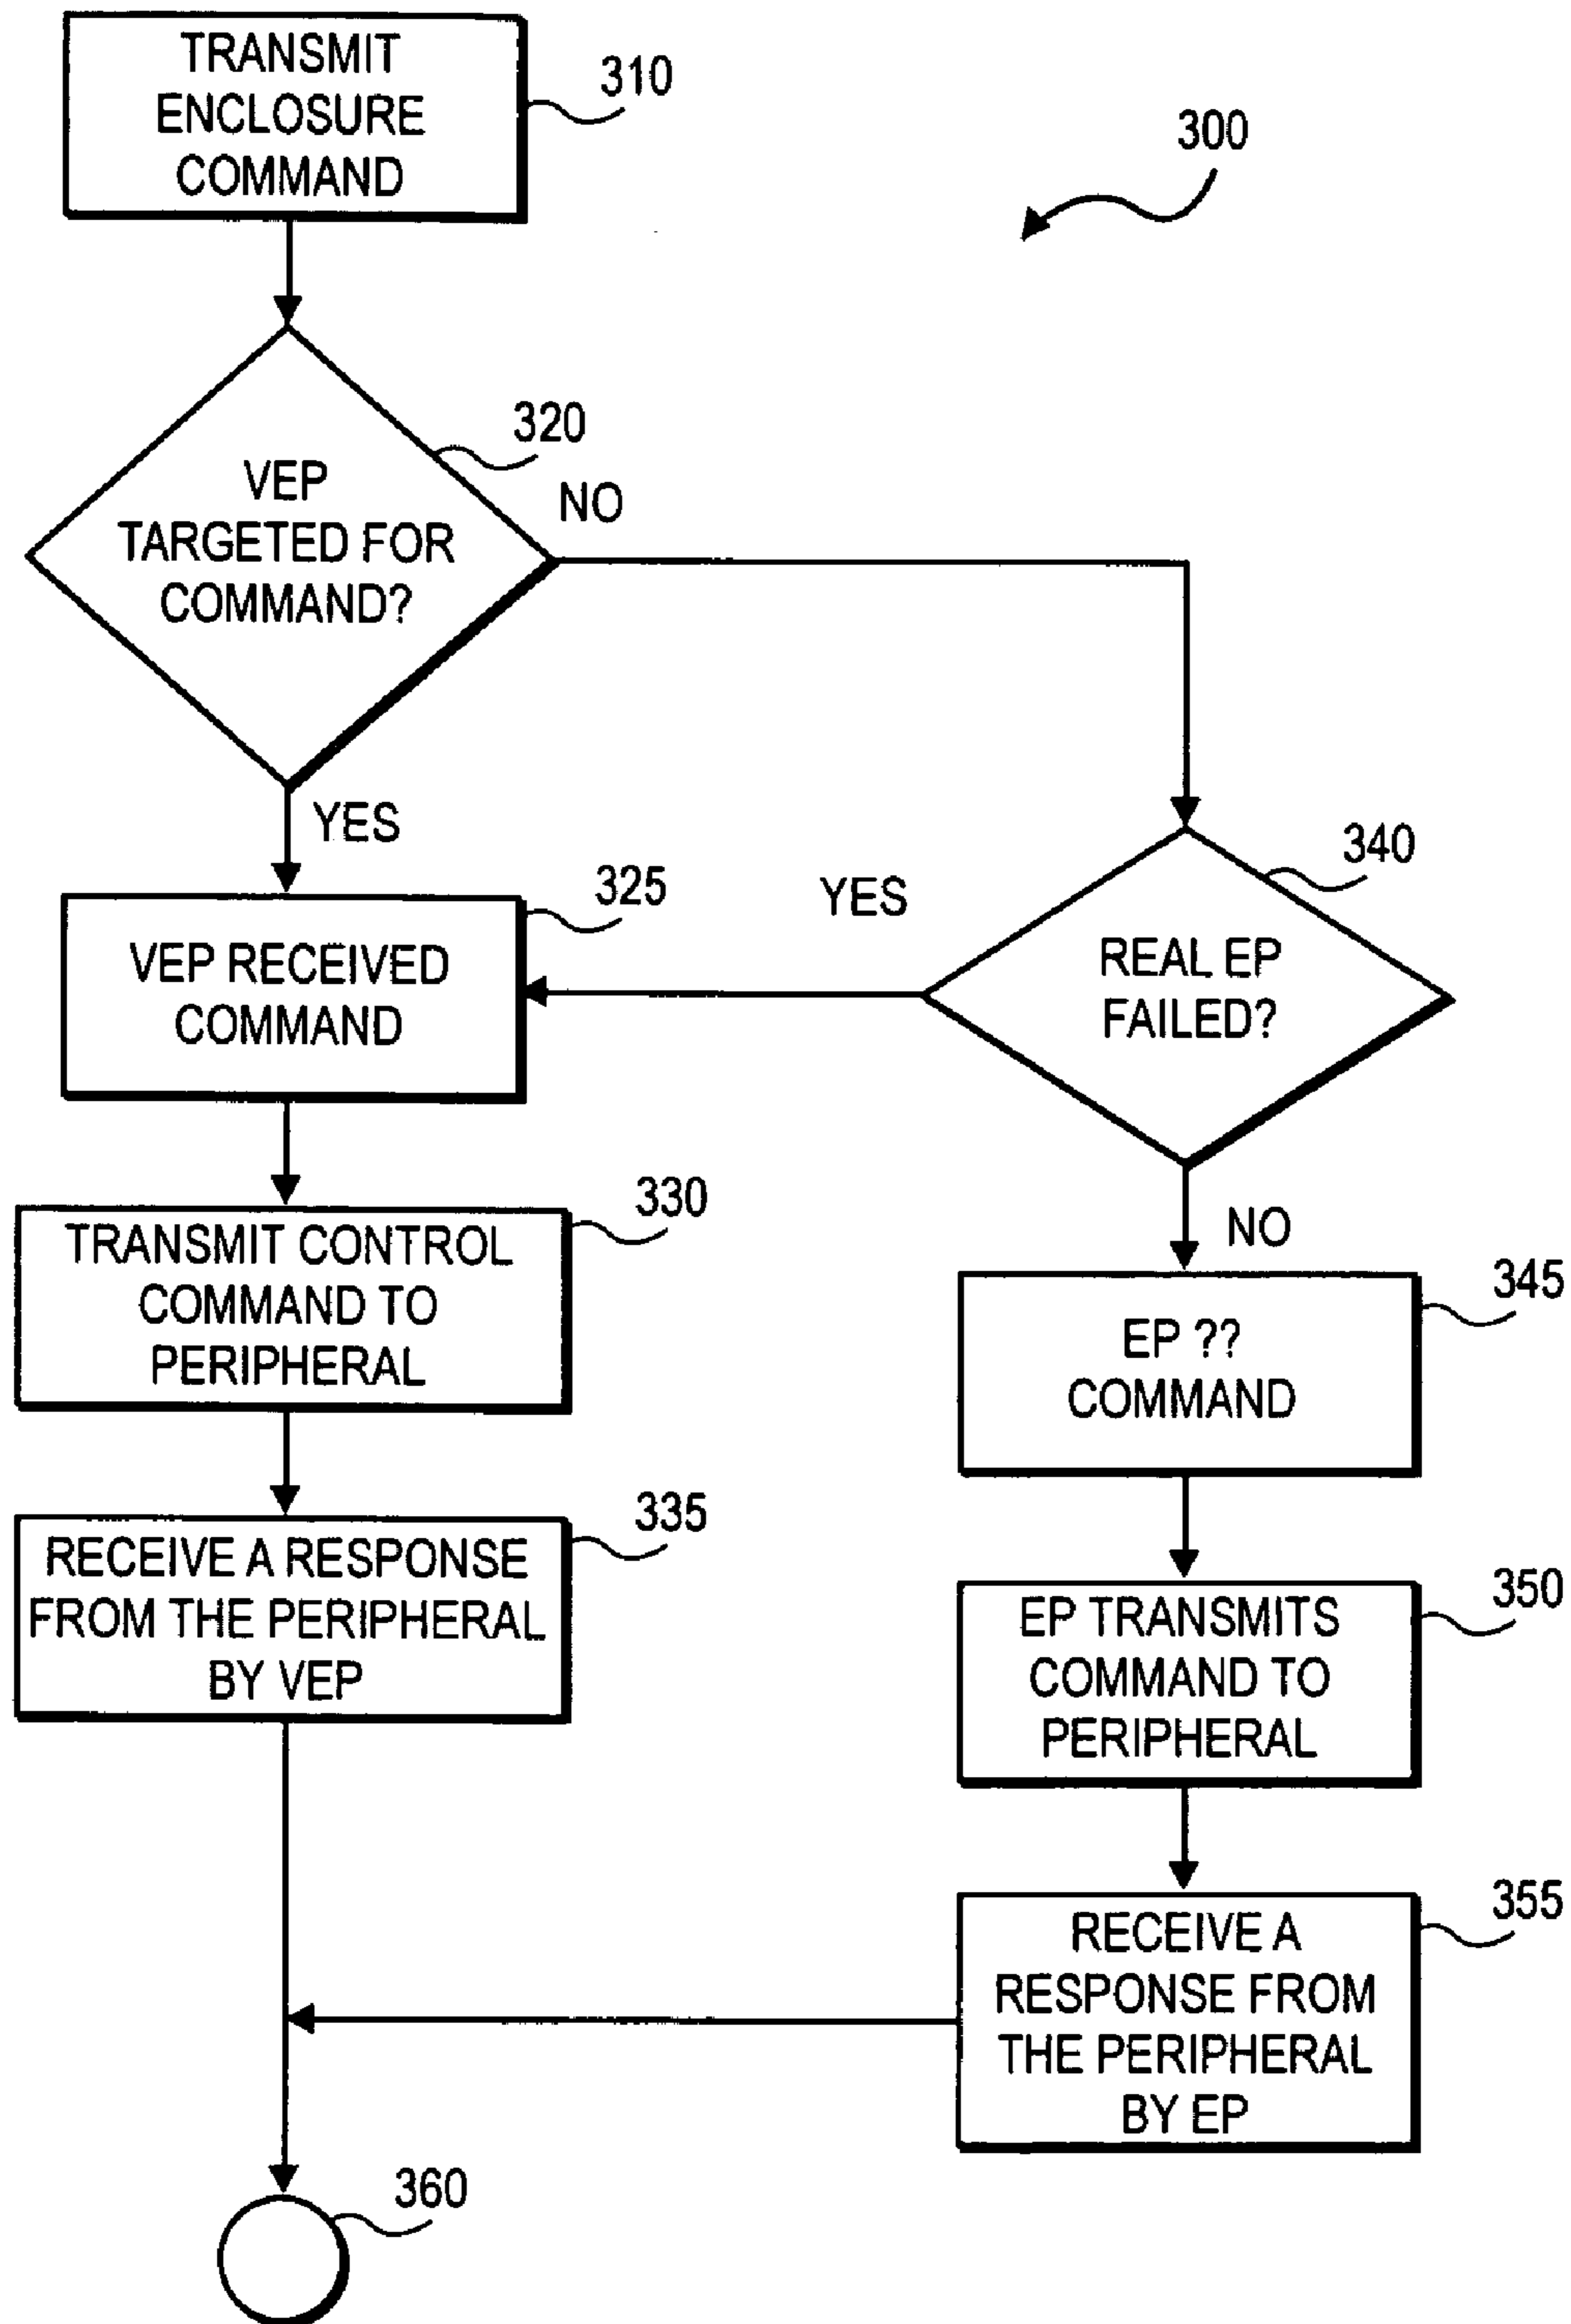 TRANSMIT
ENCLOSURE
COMMAND
310
300
320
VEP
TARGETED FOR
COMMAND?
NO
YES
340
REAL EP
FAILED?
YES
325
VEP RECEIVED
COMMAND
NO
330
TRANSMIT CONTROL
COMMAND TO
PERIPHERAL
345
EP ??
COMMAND
335
RECEIVE A RESPONSE
FROM THE PERIPHERAL
BY VEP
350
EP TRANSMITS
COMMAND TO
PERIPHERAL
355
RECEIVE A
RESPONSE FROM
THE PERIPHERAL
BY EP
360